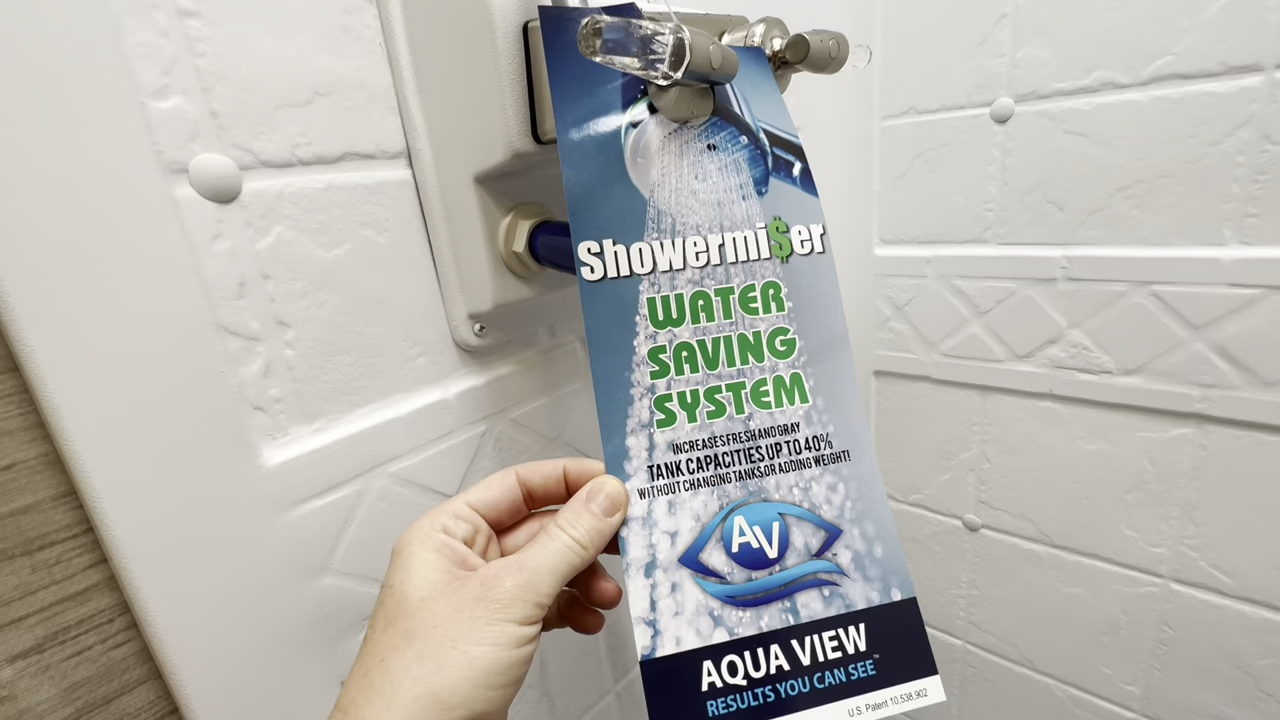 Showermi$er
WATER
SAVING
SYSTEM
INCREASES FRESH AND GRAY
TANK CAPACITIES UP TO 40%
WITHOUT CHANGING TANKS OR ADDING WEIGHT!
AV
AQUA VIEW
RESULTS YOU CAN SEE™
U.S. Patent 10,538,902